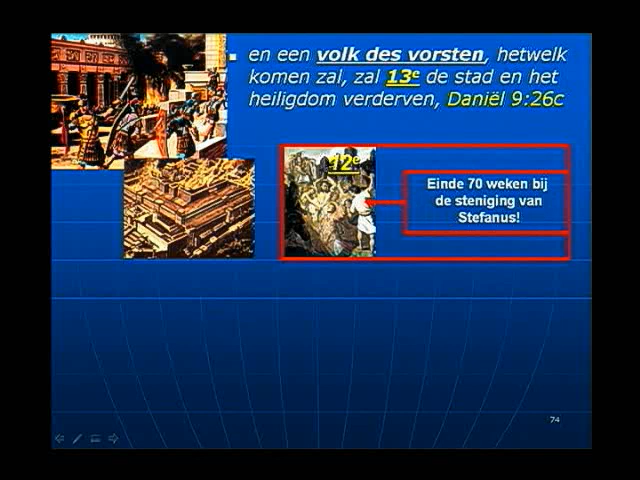 en een volk des vorsten, hetwelk
komen zal, zal 13e de stad en het
heiligdom verderven, Daniël 9:26c
12e
Einde 70 weken bij
de steniging van
Stefanus!
74